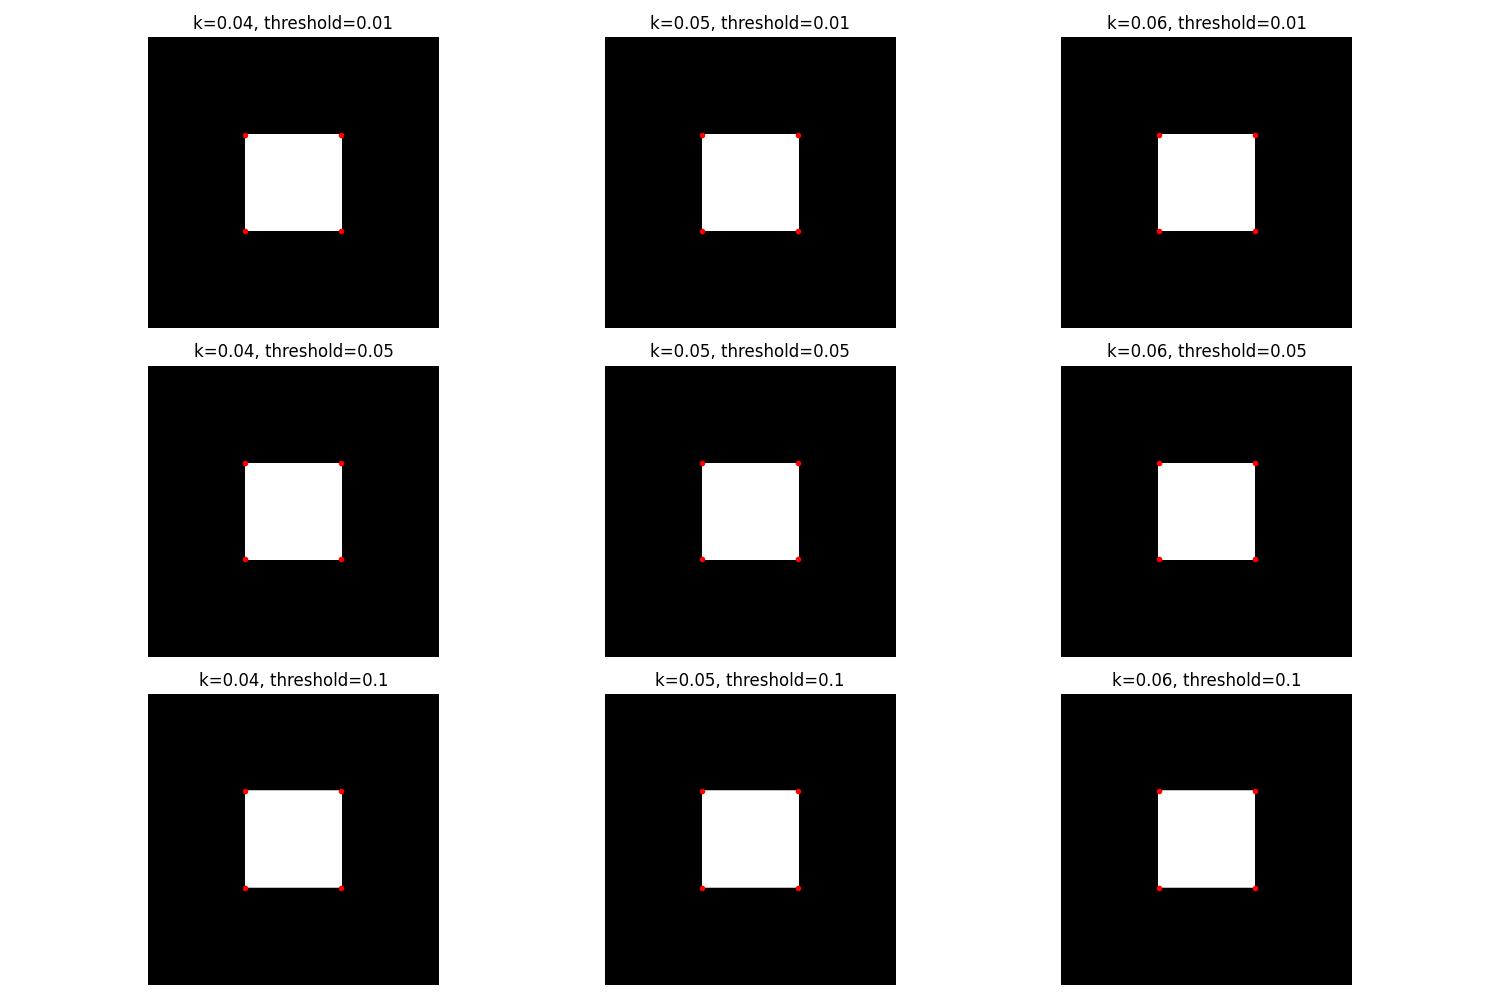 k=0.04, threshold=0.01
k=0.05, threshold=0.01
k=0.06, threshold=0.01
k=0.04, threshold=0.05
k=0.05, threshold=0.05
k=0.06, threshold=0.05
k=0.04, threshold=0.1
k=0.05, threshold=0.1
k=0.06, threshold=0.1